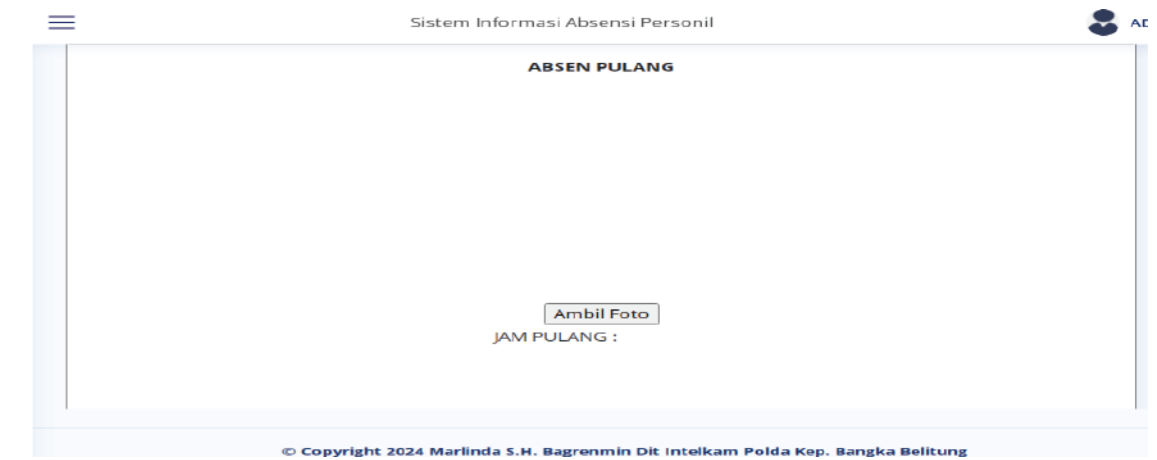 Sistem Informasi Absensi Personil
ABSEN PULANG
Ambil Foto
JAM PULANG :
© Copyright 2024 Marlinda S.H. Bagrenmin Dit Intelkam Polda Kep. Bangka Belitung